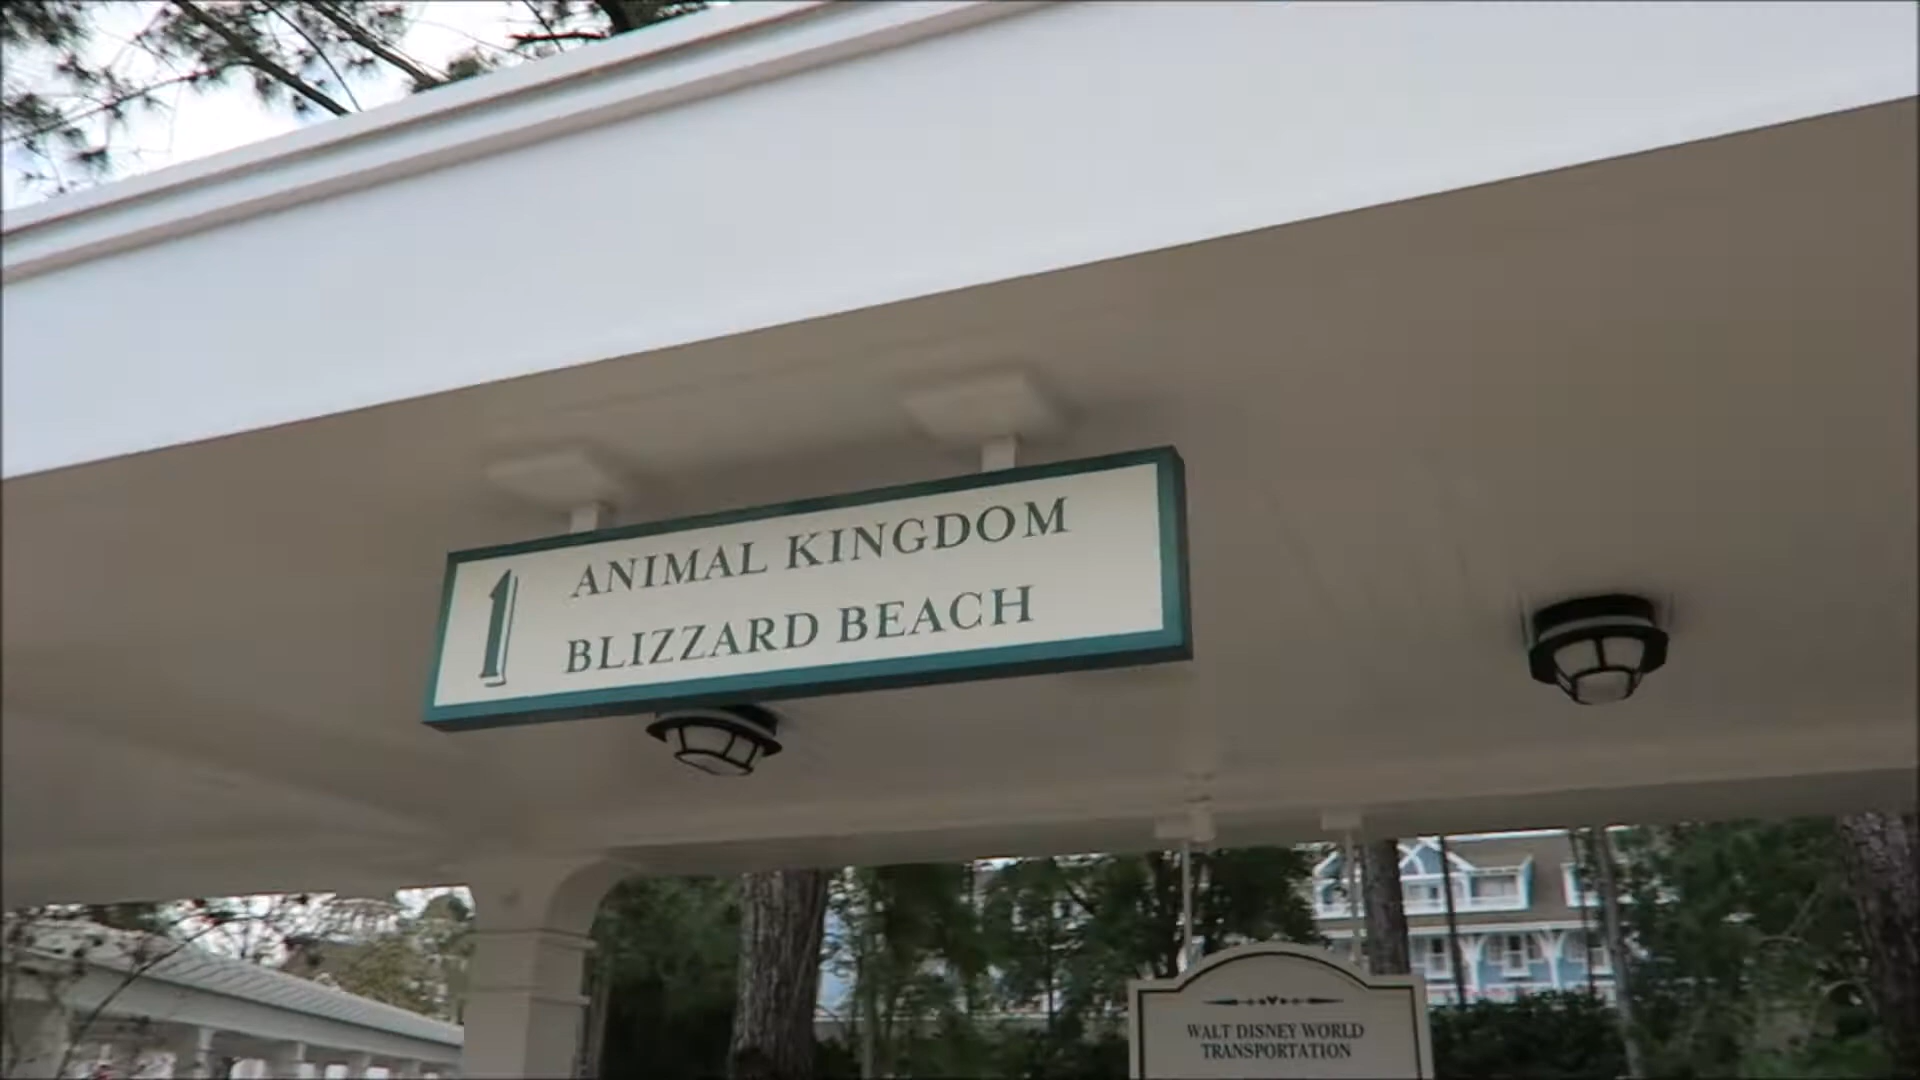 1
ANIMAL KINGDOM
BLIZZARD BEACH
WALT DISNEY WORLD
TRANSPORTATION